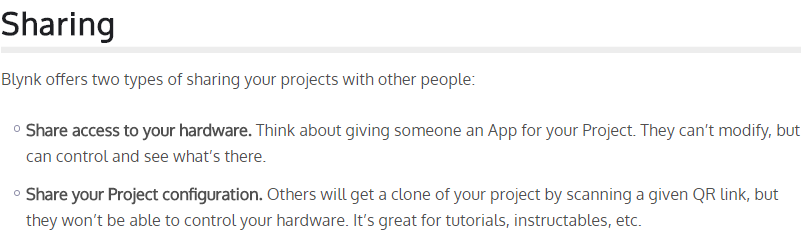 Sharing
Blynk offers two types of sharing your projects with other people:
Share access to your hardware. Think about giving someone an App for your Project. They can't modify, but
can control and see what's there.
Share your Project configuration. Others will get a clone of your project by scanning a given QR link, but
they won't be able to control your hardware. It's great for tutorials, instructables, etc.